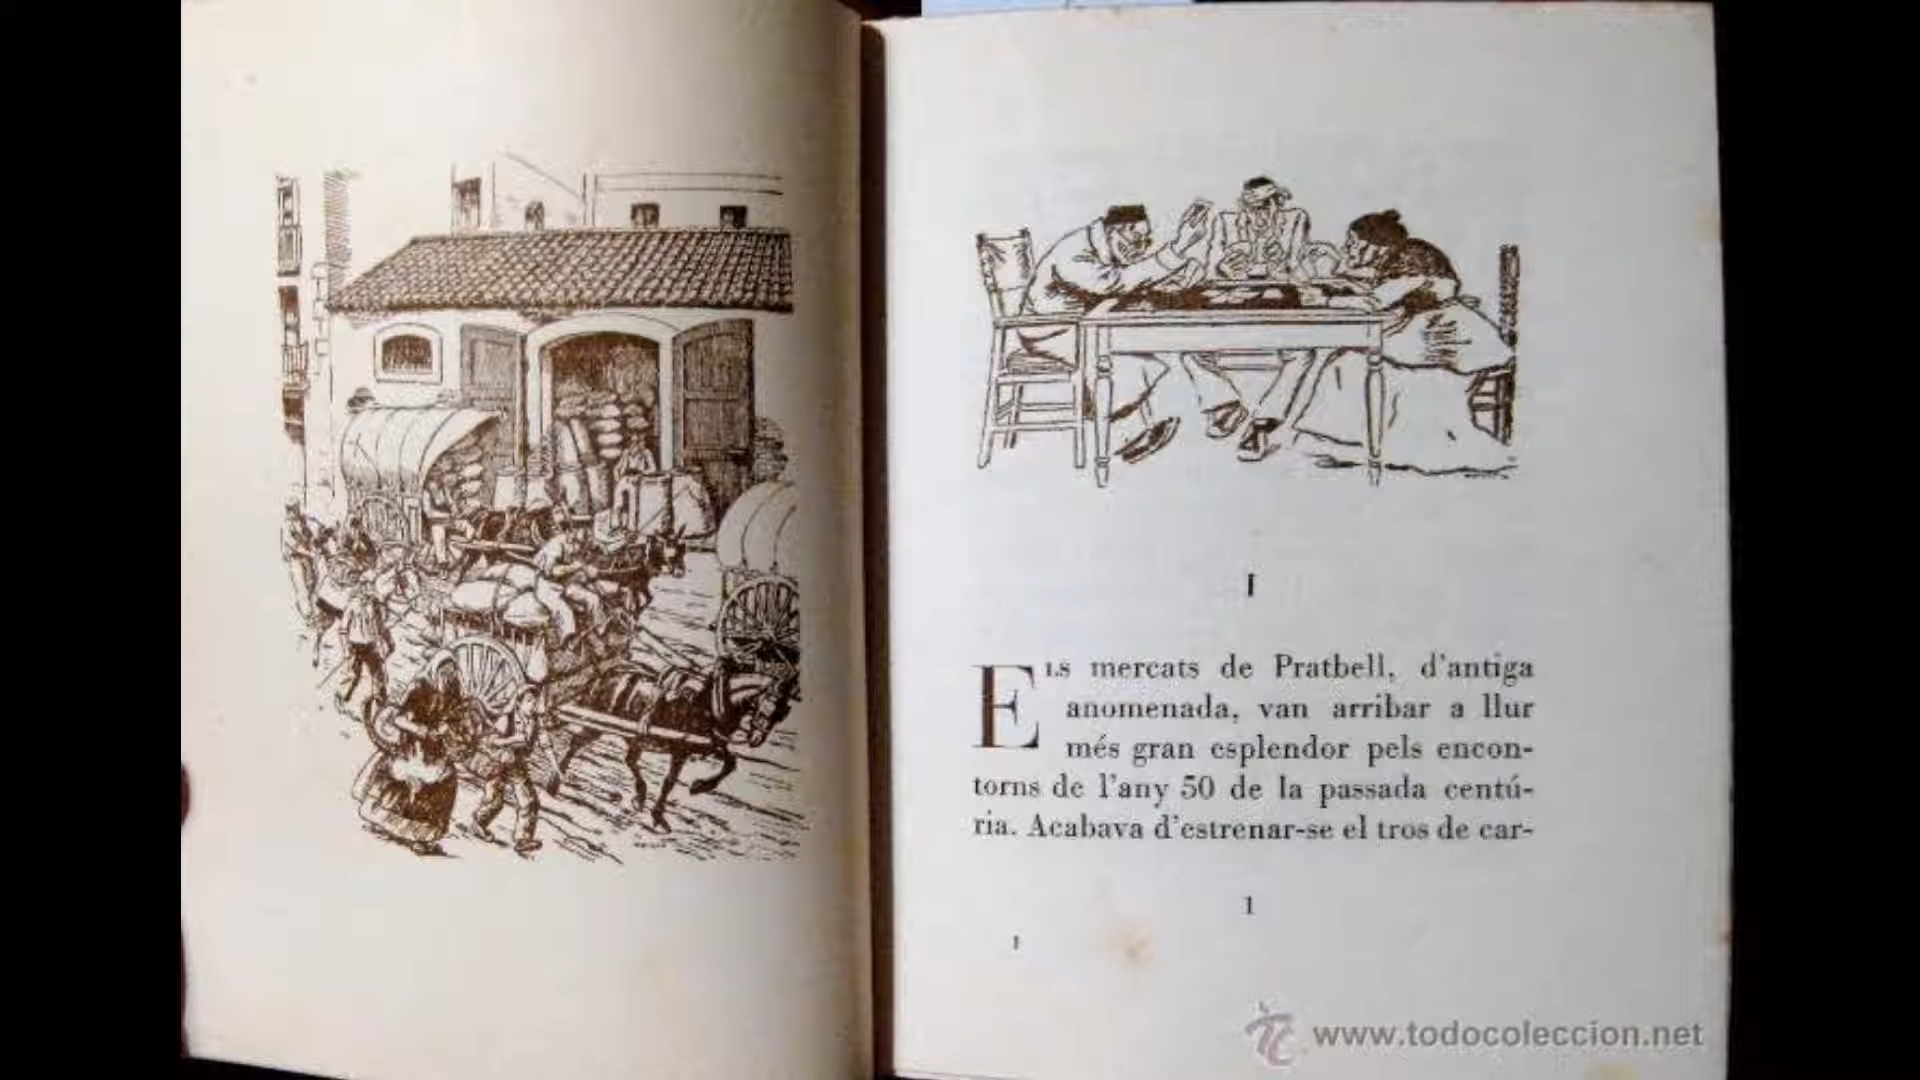 I
ELS mercats de Pratbell, d'antiga
anomenada, van arribar a llur
més gran esplendor pels encon-
torns de l'any 50 de la passada centú-
ria. Acabava d'estrenar-se el tros de car-
1
1
TC www.todocoleccion.net